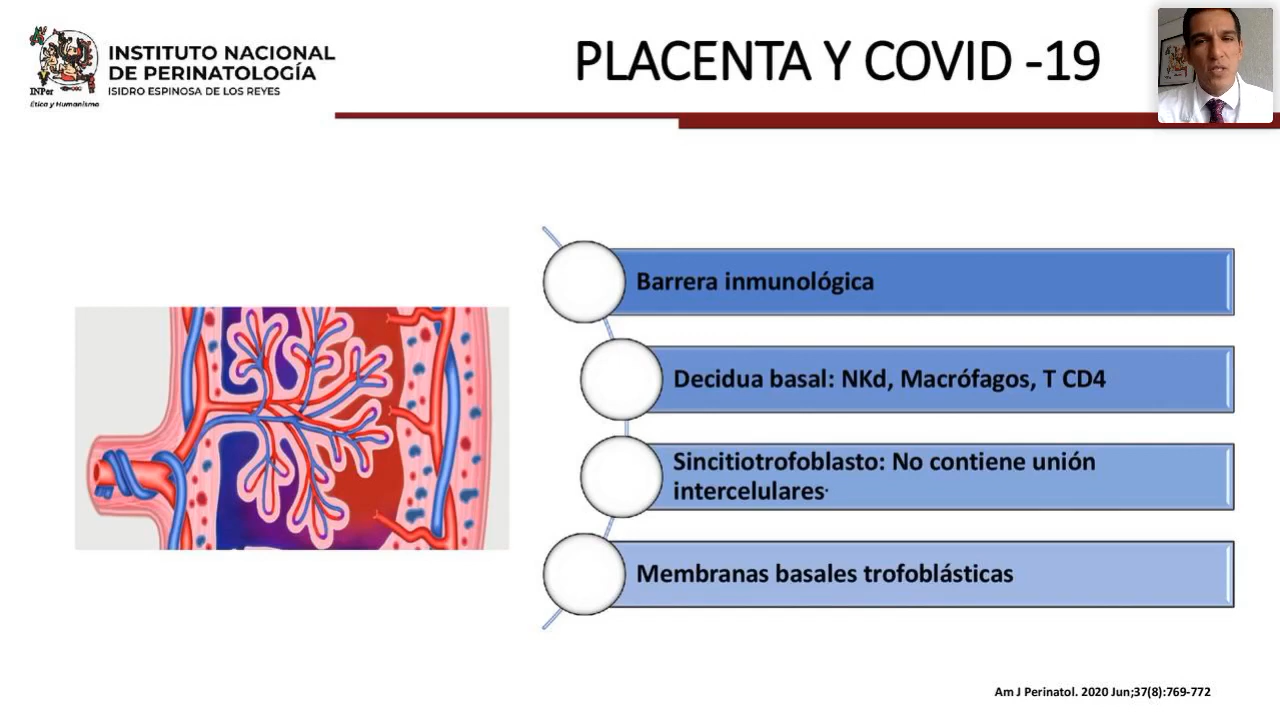 INSTITUTO NACIONAL
DE PERINATOLOGÍA
ISIDRO ESPINOSA DE LOS REYES
INPer
Ética y Humanismo
PLACENTA Y COVID -19
Barrera inmunológica
Decidua basal: NKd, Macrófagos, T CD4
Sincitiotrofoblasto: No contiene unión
intercelulares.
Membranas basales trofoblásticas
Am J Perinatol. 2020 Jun;37(8):769-772